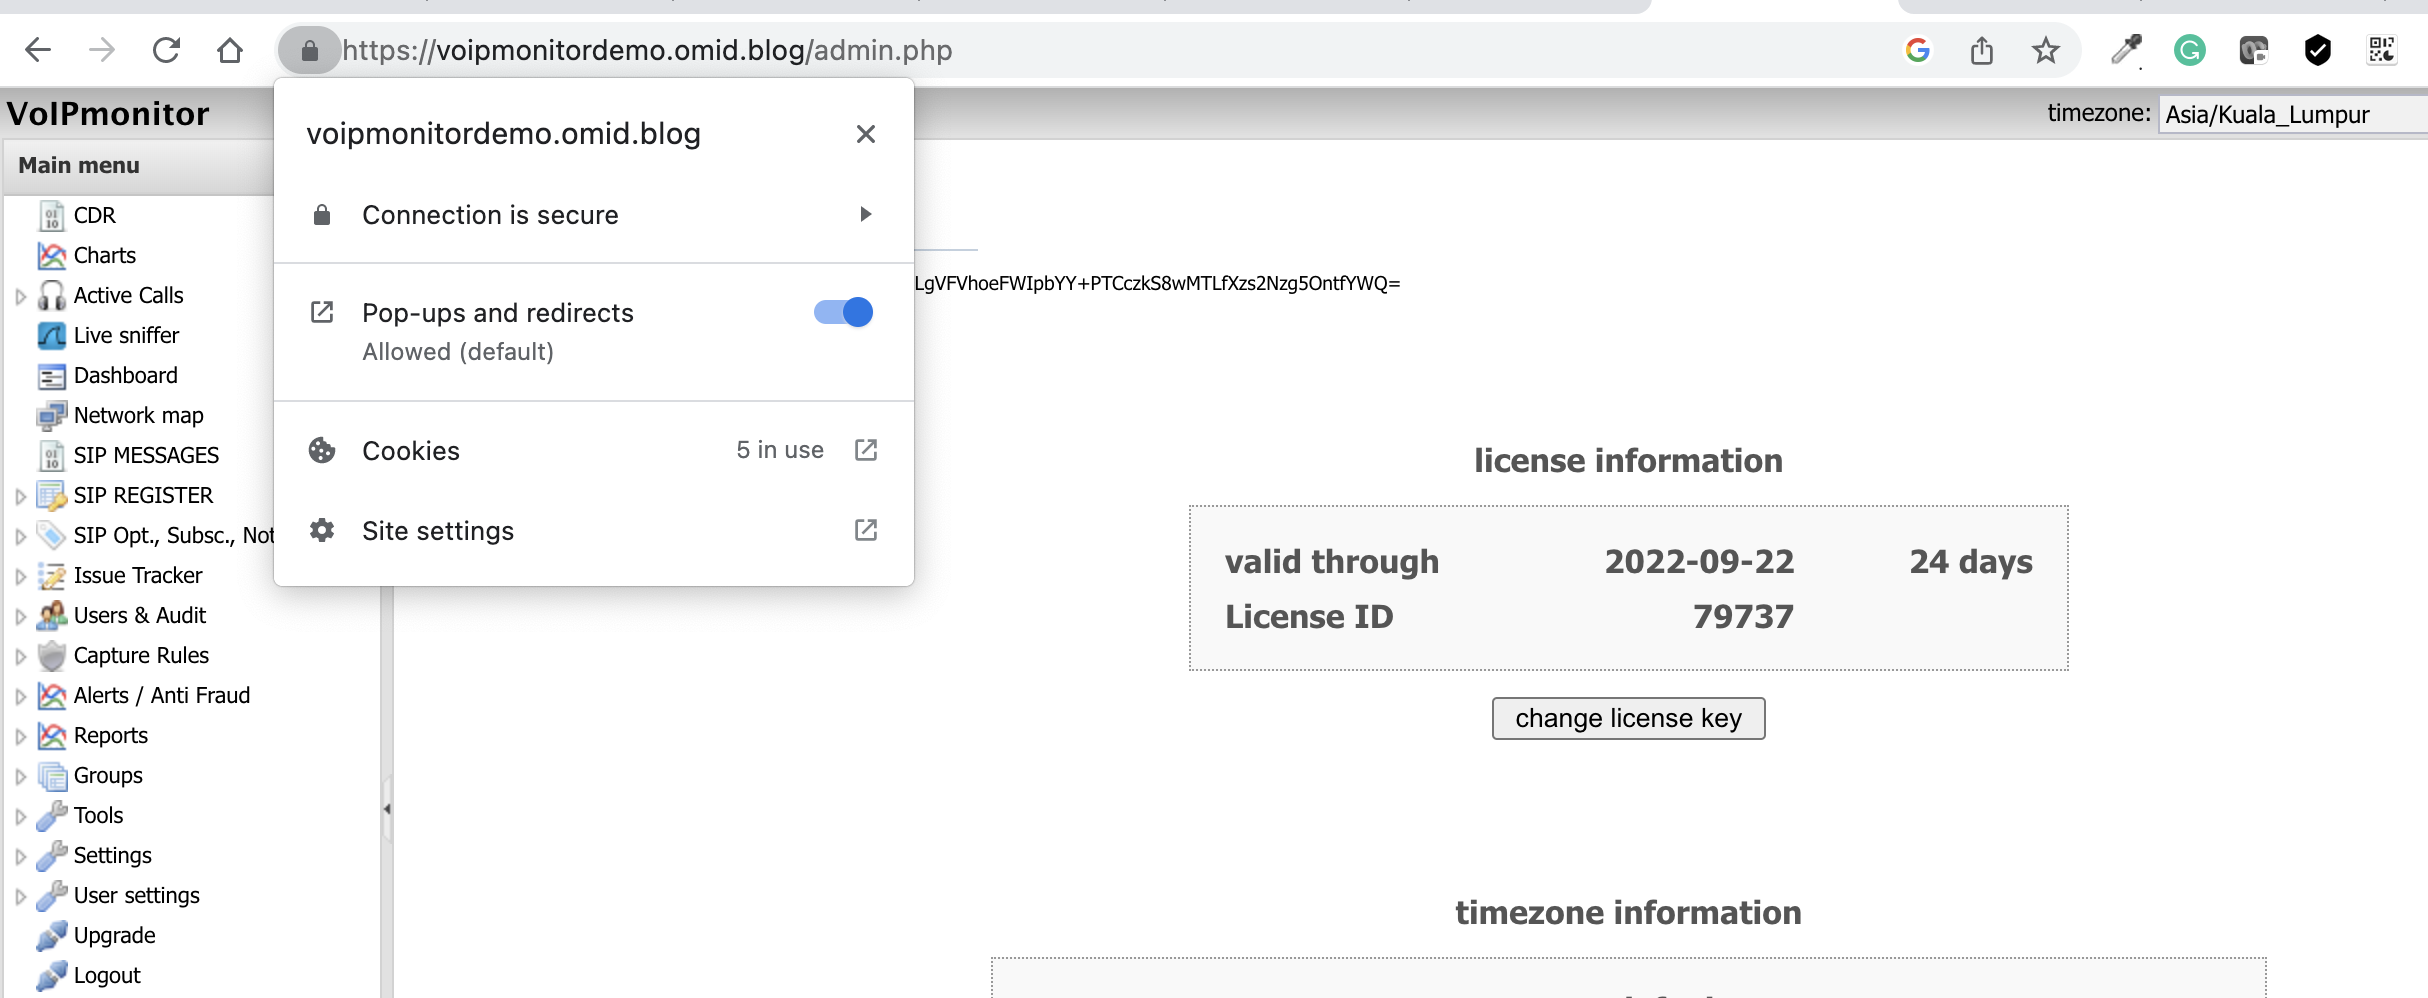 https://voipmonitordemo.omid.blog/admin.php
VoIPmonitor
timezone: Asia/Kuala_Lumpur
Main menu
CDR
Charts
Active Calls
Live sniffer
Dashboard
Network map
SIP MESSAGES
SIP REGISTER
SIP Opt., Subsc., Not
Issue Tracker
Users & Audit
Capture Rules
Alerts / Anti Fraud
Reports
Groups
Tools
Settings
User settings
Upgrade
Logout
voipmonitordemo.omid.blog
Connection is secure
Pop-ups and redirects
Allowed (default)
Cookies 5 in use
Site settings
LgVFVhoeFWIpbYY+PTCczkS8wMTLfXzs2Nzg5OntfYWQ=
license information
valid through 2022-09-22 24 days
License ID 79737
change license key
timezone information